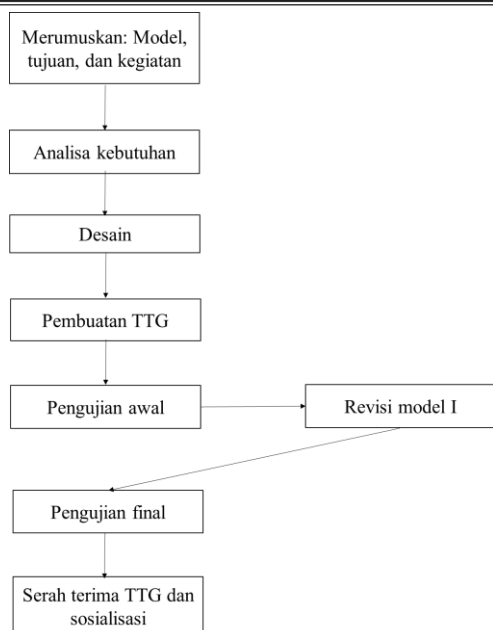 Merumuskan: Model,
tujuan, dan kegiatan
Analisa kebutuhan
Desain
Pembuatan TTG
Pengujian awal
Revisi model I
Pengujian final
Serah terima TTG dan
sosialisasi